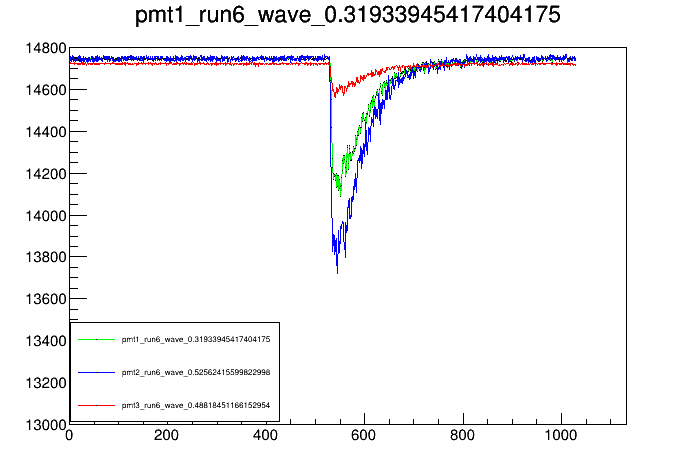 pmt1_run6_wave_0.31933945417404175
14800
14600
14400
14200
14000
13800
13600
13400
13200
13000
pmt1_run6_wave_0.31933945417404175
pmt2_run6_wave_0.52562415599822998
pmt3_run6_wave_0.48818451166152954
0 200 400 600 800 1000